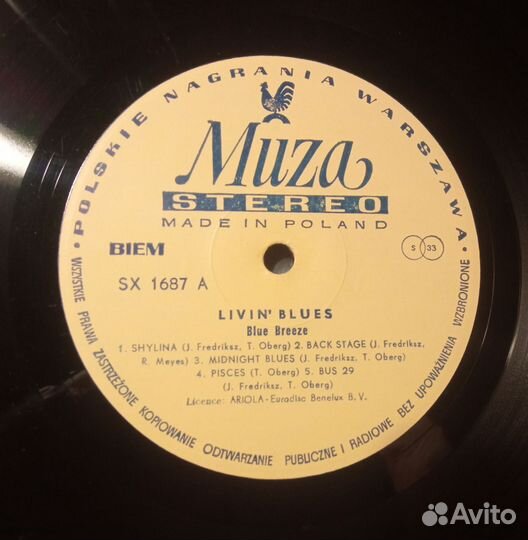 • POLSKIE NAGRANIA WARSZAWA •
Muza
STEREO
MADE IN POLAND
BIEM
S 33
SX 1687 A
LIVIN' BLUES
Blue Breeze
1. SHYLINA (J. Fredriksz, T. Oberg) 2. BACK STAGE (J. Fredriksz,
R. Meyes) 3. MIDNIGHT BLUES (J. Fredriksz, T. Oberg)
4. PISCES (T. Oberg) 5. BUS 29
(J. Fredriksz, T. Oberg)
Licence: ARIOLA-Eurodisc Benelux B. V.
WSZYSTKIE PRAWA ZASTRZEŻONE KOPIOWANIE ODTWARZANIE PUBLICZNE I RADIOWE BEZ UPOWAŻNIENIA WZBRONIONE
Avito